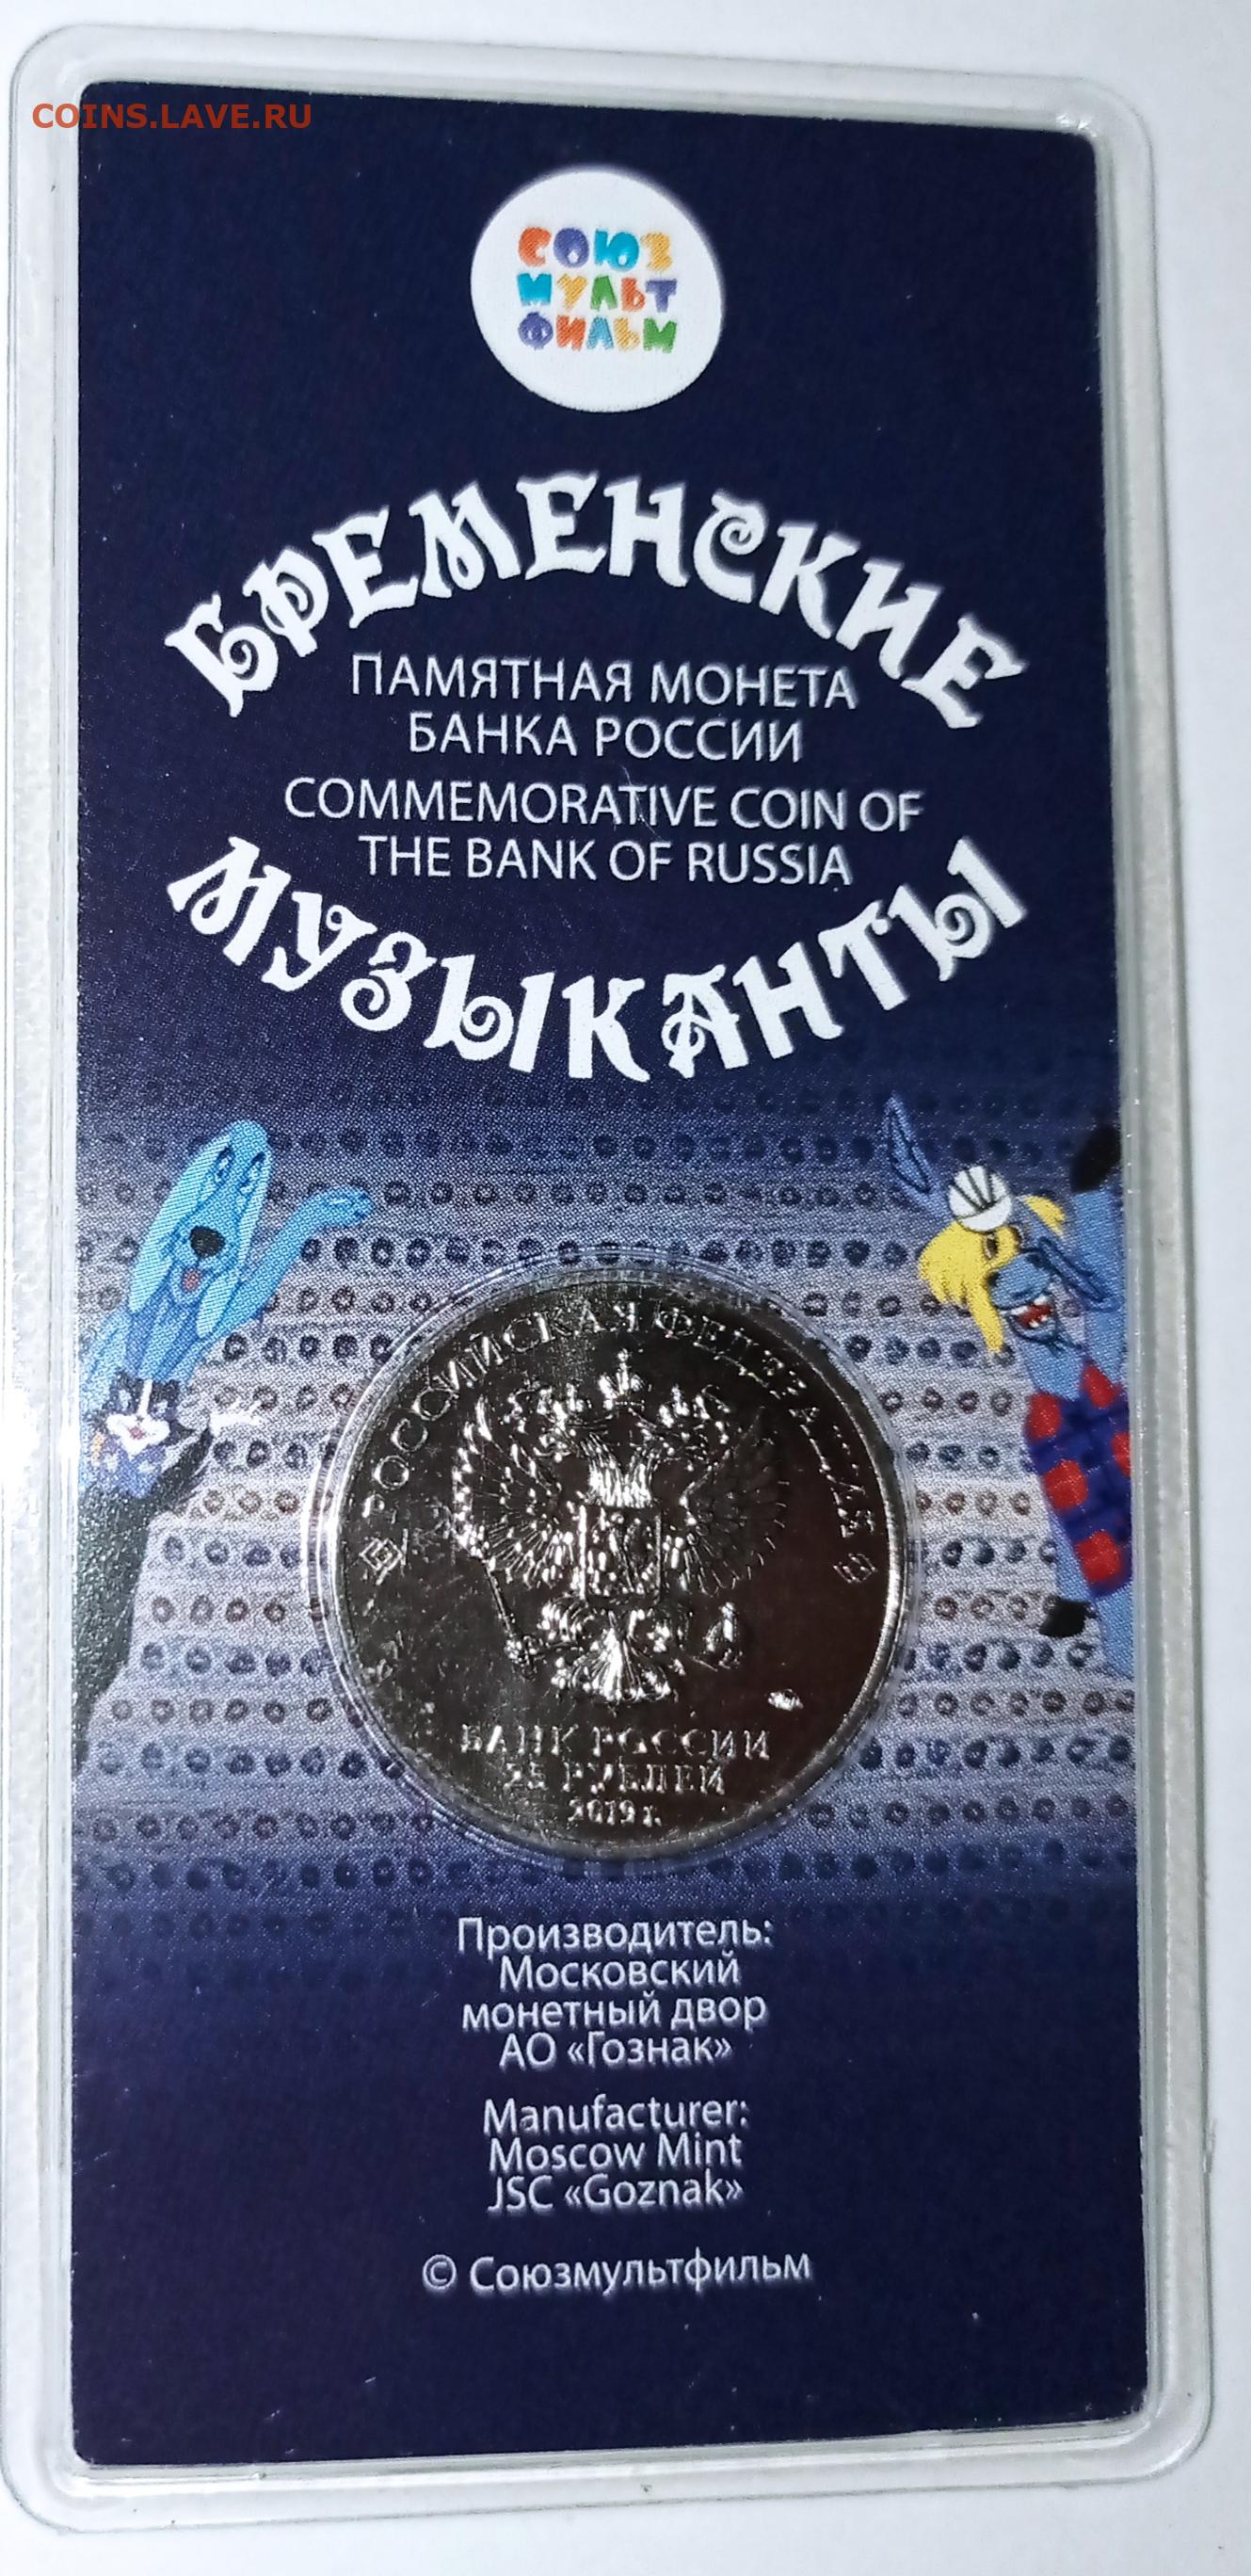 COINS.LAVE.RU
СОЮЗ
МУЛЬТ
ФИЛЬМ
БРЕМЕНСКИЕ
ПАМЯТНАЯ МОНЕТА
БАНКА РОССИИ
COMMEMORATIVE COIN OF
THE BANK OF RUSSIA
МУЗЫКАНТЫ
РОССИЙСКАЯ ФЕДЕРАЦИЯ
БАНК РОССИИ
25 РУБЛЕЙ
2019 г.
Производитель:
Московский
монетный двор
АО «Гознак»
Manufacturer:
Moscow Mint
JSC «Goznak»
© Союзмультфильм